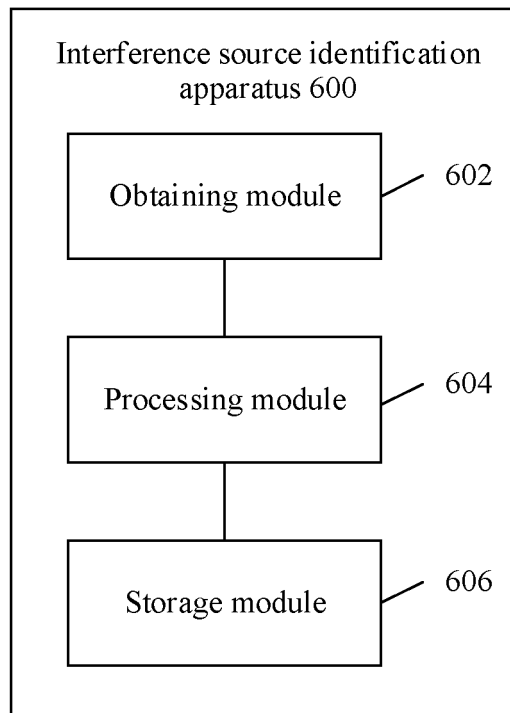 Interference source identification
apparatus 600
Obtaining module
602
Processing module
604
Storage module
606